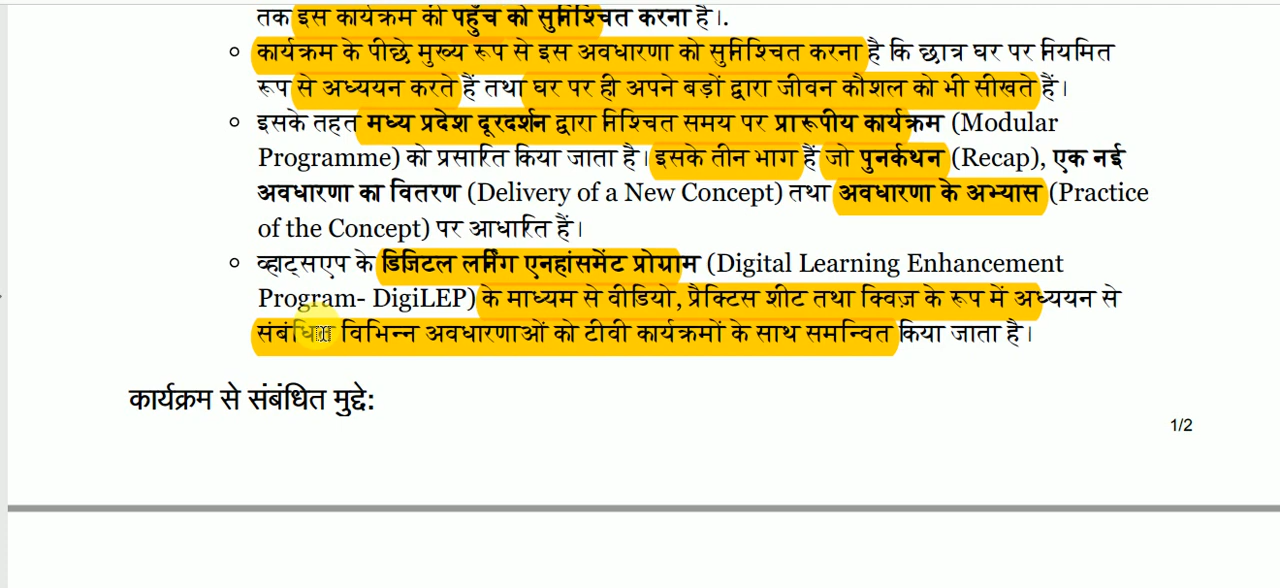 तक इस कार्यक्रम की पहुँच को सुनिश्चित करना है।.
कार्यक्रम के पीछे मुख्य रूप से इस अवधारणा को सुनिश्चित करना है कि छात्र घर पर नियमित
रूप से अध्ययन करते हैं तथा घर पर ही अपने बड़ों द्वारा जीवन कौशल को भी सीखते हैं।
इसके तहत मध्य प्रदेश दूरदर्शन द्वारा निश्चित समय पर प्रारूपीय कार्यक्रम (Modular
Programme) को प्रसारित किया जाता है। इसके तीन भाग हैं जो पुनर्कथन (Recap), एक नई
अवधारणा का वितरण (Delivery of a New Concept) तथा अवधारणा के अभ्यास (Practice
of the Concept) पर आधारित हैं।
व्हाट्सएप के डिजिटल लर्निंग एनहांसमेंट प्रोग्राम (Digital Learning Enhancement
Program- DigiLEP) के माध्यम से वीडियो, प्रैक्टिस शीट तथा क्विज़ के रूप में अध्ययन से
संबंधित विभिन्न अवधारणाओं को टीवी कार्यक्रमों के साथ समन्वित किया जाता है।
कार्यक्रम से संबंधित मुद्दे:
1/2